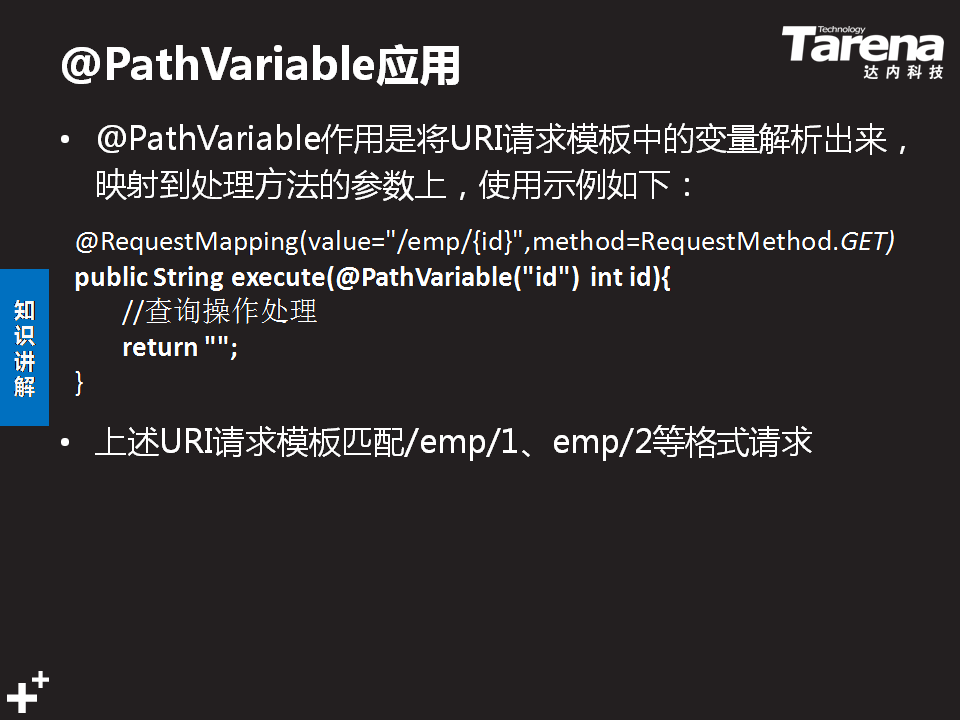 @PathVariable应用
Technology
Tarena
达内科技
• @PathVariable作用是将URI请求模板中的变量解析出来，
映射到处理方法的参数上，使用示例如下：
@RequestMapping(value="/emp/{id}",method=RequestMethod.GET)
public String execute(@PathVariable("id") int id){
//查询操作处理
return "";
}
知识讲解
• 上述URI请求模板匹配/emp/1、emp/2等格式请求